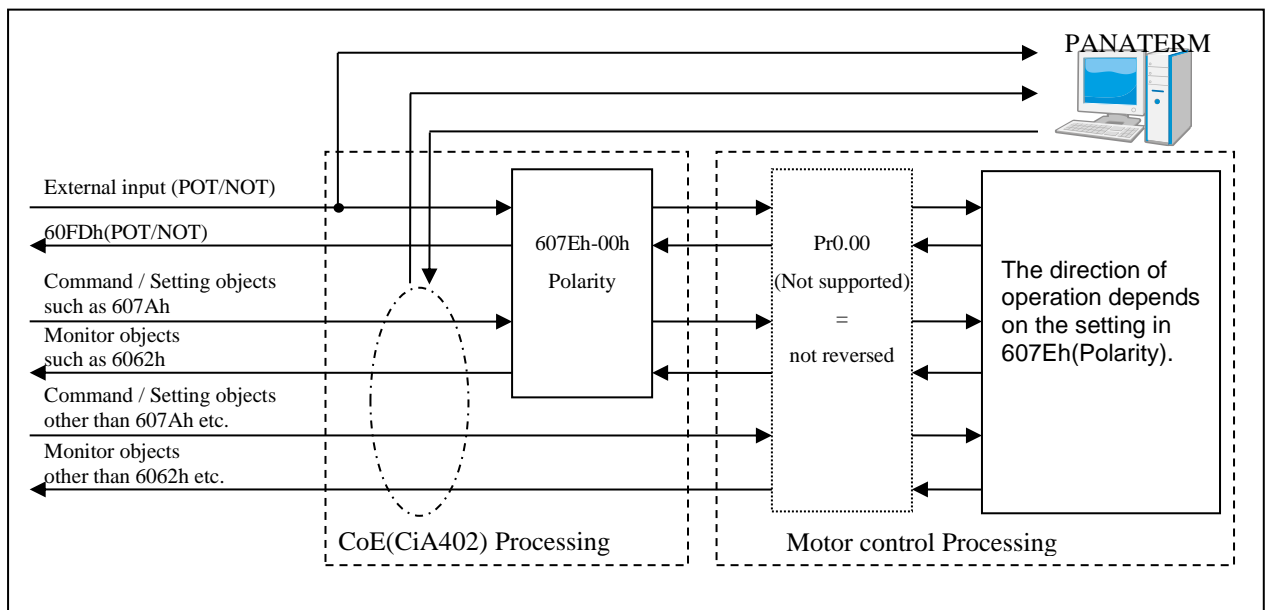 PANATERM
External input (POT/NOT)
60FDh(POT/NOT)
Command / Setting objects
such as 607Ah
Monitor objects
such as 6062h
Command / Setting objects
other than 607Ah etc.
Monitor objects
other than 6062h etc.
607Eh-00h
Polarity
Pr0.00
(Not supported)
=
not reversed
The direction of
operation depends
on the setting in
607Eh(Polarity).
CoE(CiA402) Processing
Motor control Processing